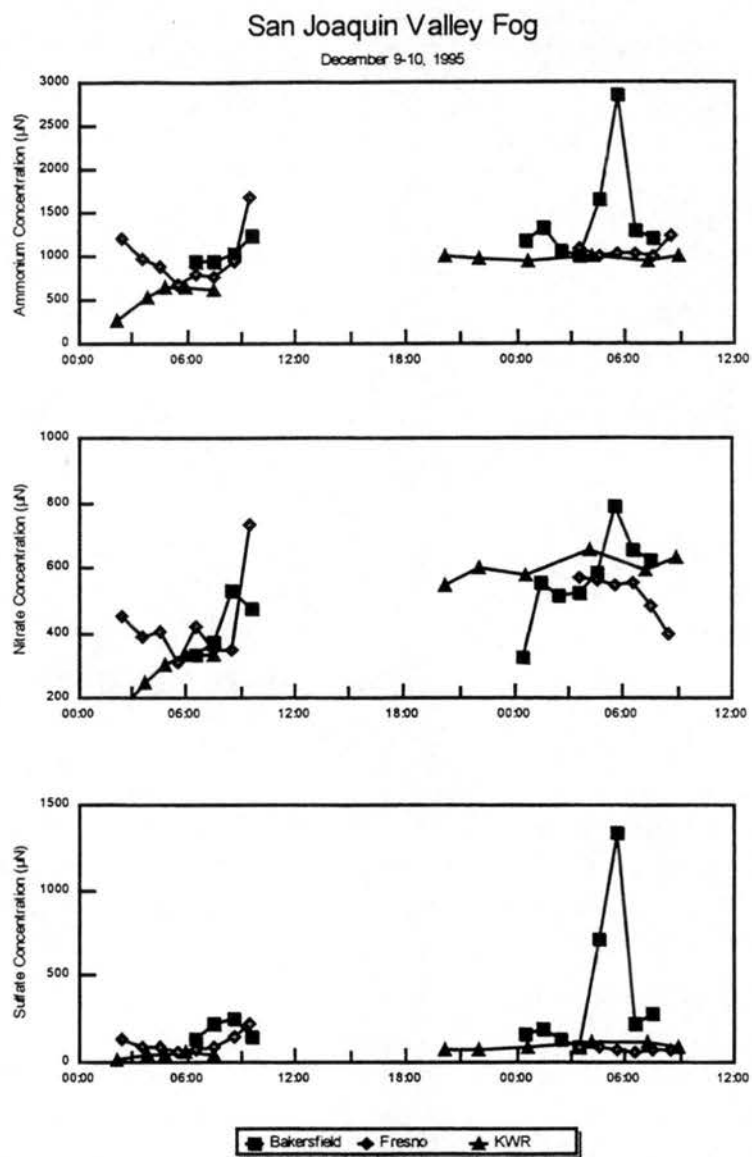 San Joaquin Valley Fog
December 9-10, 1995
Ammonium Concentration (µN)
3000
2500
2000
1500
1000
500
0
00:00 06:00 12:00 18:00 00:00 06:00 12:00
Nitrate Concentration (µN)
1000
800
600
400
200
00:00 06:00 12:00 18:00 00:00 06:00 12:00
Sulfate Concentration (µN)
1500
1000
500
0
00:00 06:00 12:00 18:00 00:00 06:00 12:00
Bakersfield Fresno KWR